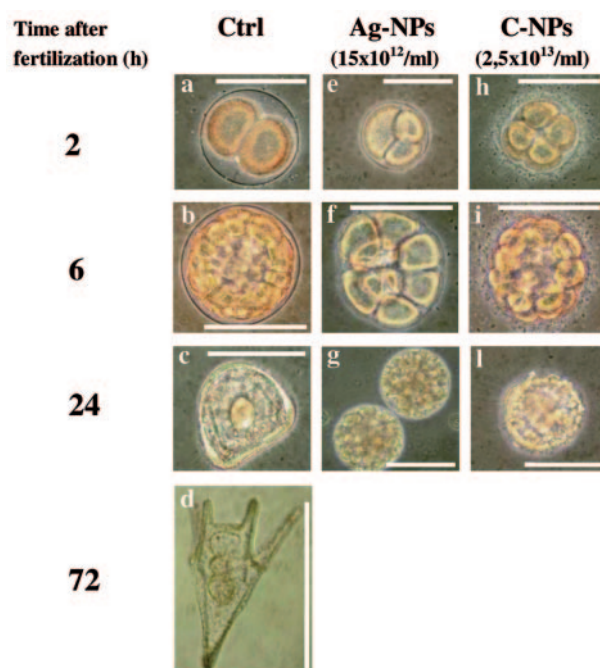 Time after
fertilization (h)
Ctrl
Ag-NPs
(15x10¹²/ml)
C-NPs
(2,5x10¹³/ml)
2
a
e
h
6
b
f
i
24
c
g
l
72
d